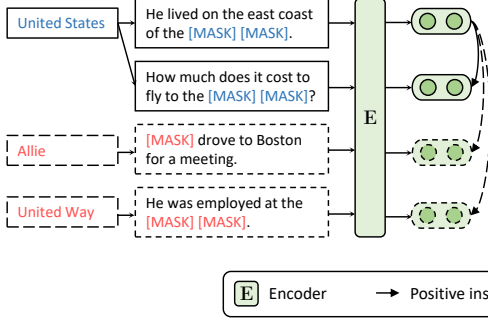 United States
He lived on the east coast
of the [MASK] [MASK].
How much does it cost to
fly to the [MASK] [MASK]?
E
Allie
[MASK] drove to Boston
for a meeting.
United Way
He was employed at the
[MASK] [MASK].
E Encoder
Positive